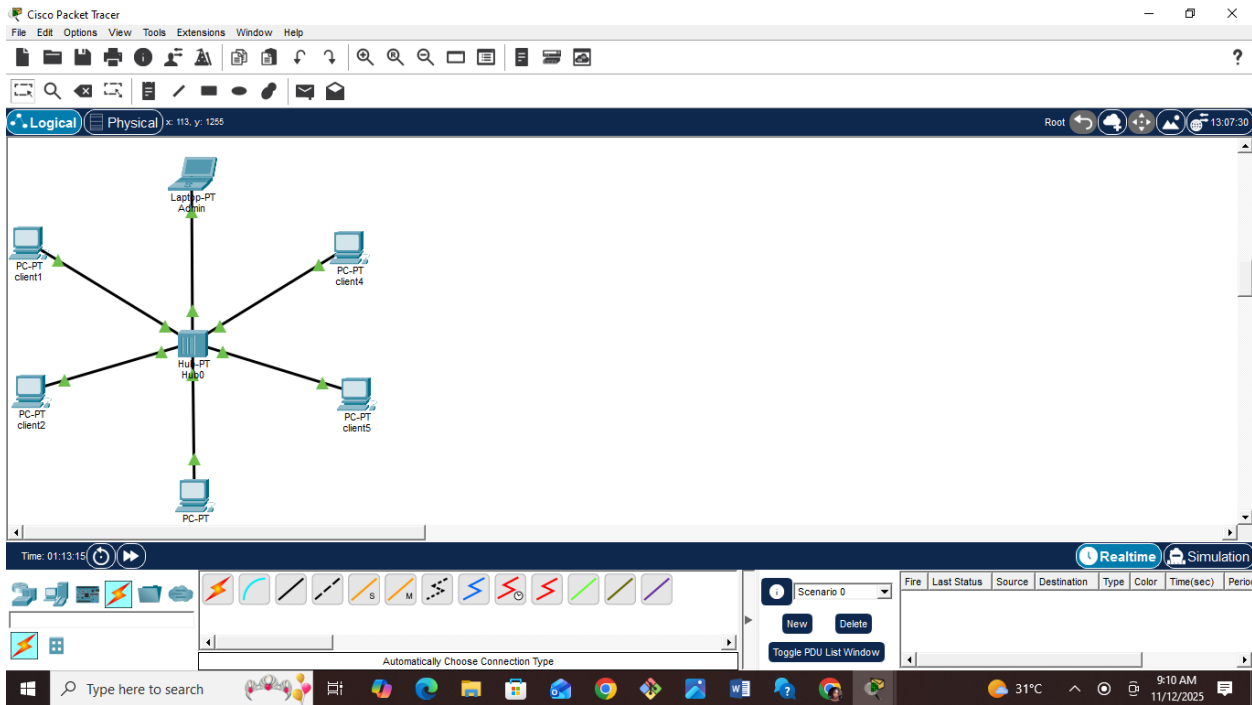 Cisco Packet Tracer
File Edit Options View Tools Extensions Window Help
?
Logical Physical x: 113, y: 1255 Root 13:07:30
Laptop-PT
Admin
PC-PT
client1
PC-PT
client4
Hub-PT
Hub0
PC-PT
client2
PC-PT
client5
PC-PT
Time: 01:13:15 Realtime Simulation
S M
Scenario 0
Fire Last Status Source Destination Type Color Time(sec) Perio
New Delete
Toggle PDU List Window
Automatically Choose Connection Type
Type here to search 31°C 9:10 AM
11/12/2025